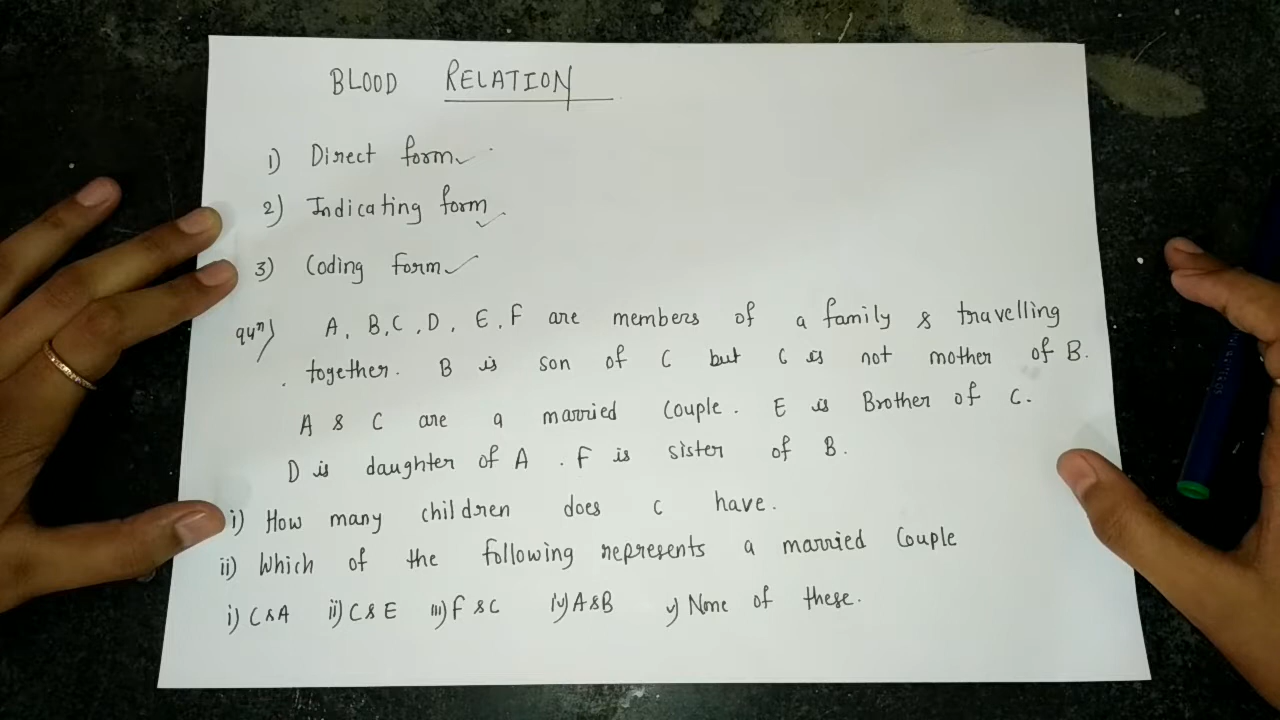 BLOOD RELATION
1) Direct form
2) Indicating form
3) Coding form
qun) A, B, C, D, E, F are members of a family & travelling
together. B is son of C but C is not mother of B.
A & C are a married couple. E is Brother of C.
D is daughter of A. F is sister of B.
i) How many children does C have.
ii) Which of the following represents a married couple
i) C & A ii) C & E iii) F & C iv) A & B v) None of these.